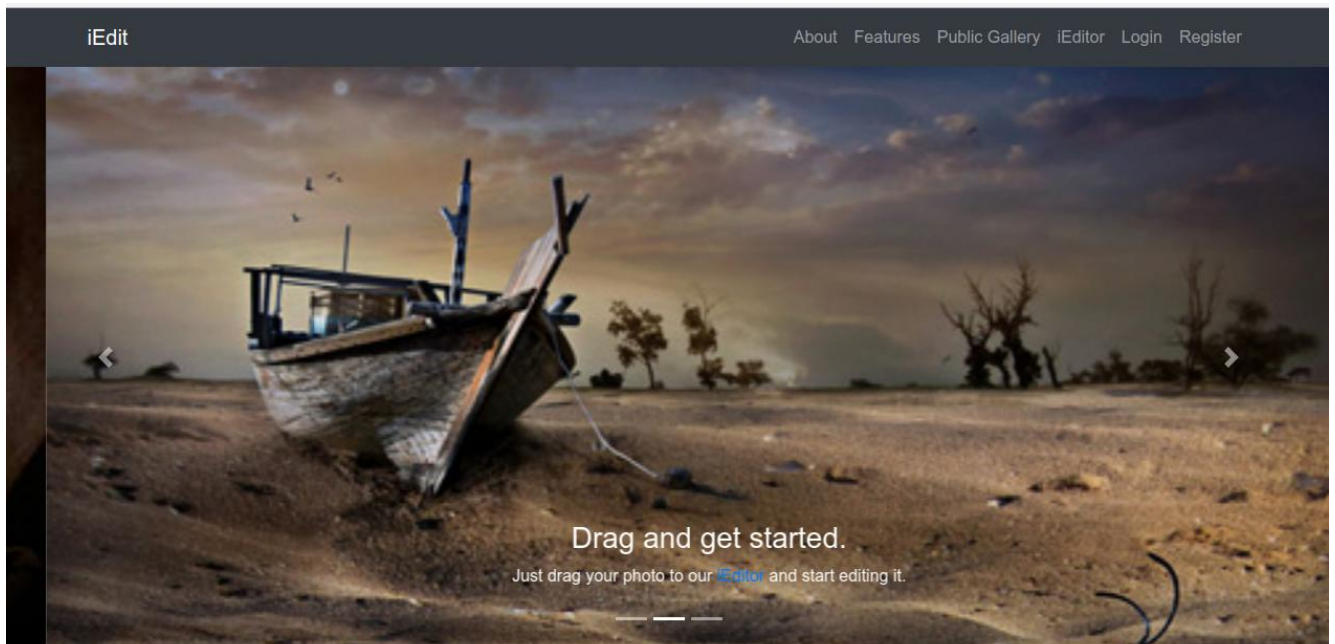 iEdit
About Features Public Gallery iEditor Login Register
Drag and get started.
Just drag your photo to our iEditor and start editing it.